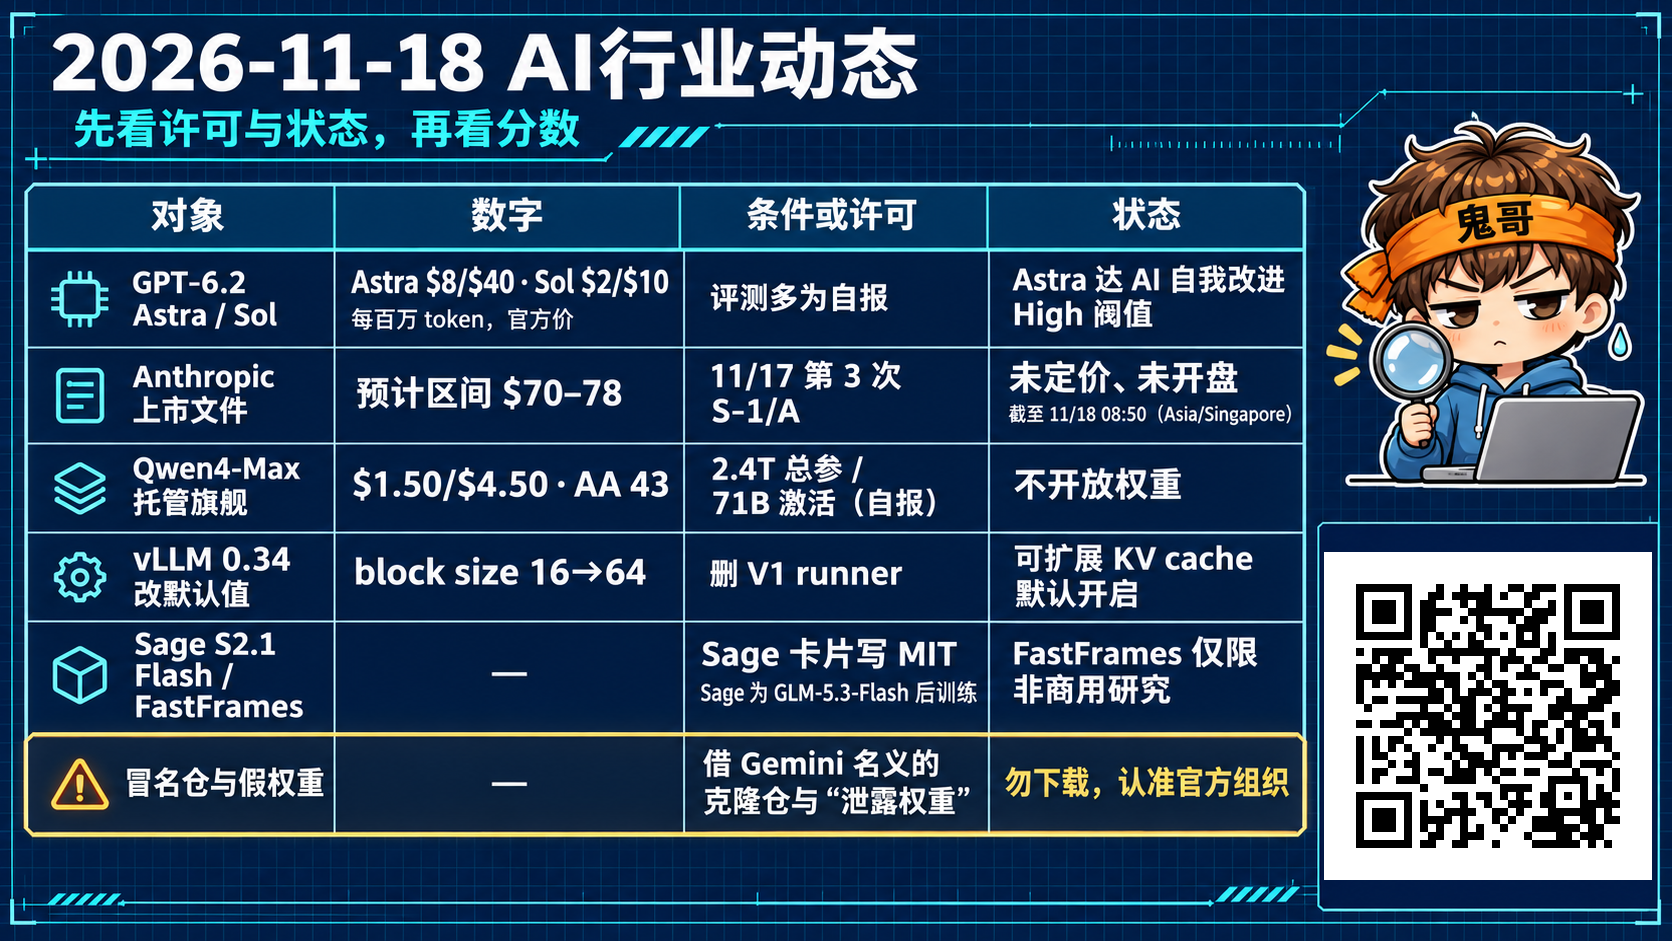 2026-11-18 AI行业动态
先看许可与状态，再看分数
鬼哥
对象
数字
条件或许可
状态
GPT-6.2
Astra / Sol
Astra $8/$40 · Sol $2/$10
每百万 token，官方价
评测多为自报
Astra 达 AI 自我改进
High 阈值
Anthropic
上市文件
预计区间 $70–78
11/17 第 3 次
S-1/A
未定价、未开盘
截至 11/18 08:50（Asia/Singapore）
Qwen4-Max
托管旗舰
$1.50/$4.50 · AA 43
2.4T 总参 /
71B 激活（自报）
不开放权重
vLLM 0.34
改默认值
block size 16→64
删 V1 runner
可扩展 KV cache
默认开启
Sage S2.1
Flash /
FastFrames
—
Sage 卡片写 MIT
Sage 为 GLM-5.3-Flash 后训练
FastFrames 仅限
非商用研究
冒名仓与假权重
—
借 Gemini 名义的
克隆仓与“泄露权重”
勿下载，认准官方组织